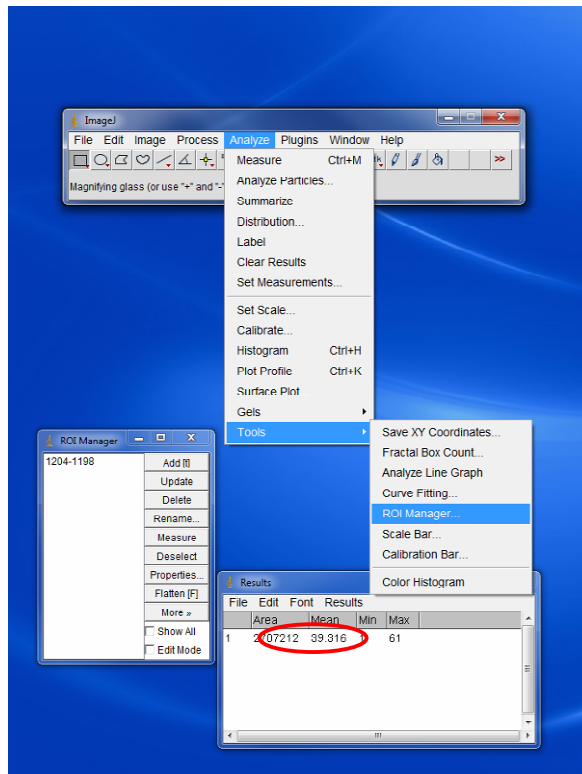 ImageJ
File Edit Image Process Analyze Plugins Window Help
Magnifying glass (or use "+" and "-"
Measure Ctrl+M
Analyze Particles...
Summarize
Distribution...
Label
Clear Results
Set Measurements...
Set Scale...
Calibrate...
Histogram Ctrl+H
Plot Profile Ctrl+K
Surface Plot...
Gels
Tools
Save XY Coordinates...
Fractal Box Count...
Analyze Line Graph
Curve Fitting...
ROI Manager...
Scale Bar...
Calibration Bar...
Color Histogram
ROI Manager
1204-1198
Add [t]
Update
Delete
Rename...
Measure
Deselect
Properties...
Flatten [F]
More »
Show All
Edit Mode
Results
File Edit Font Results
Area Mean Min Max
1 2707212 39.316 61